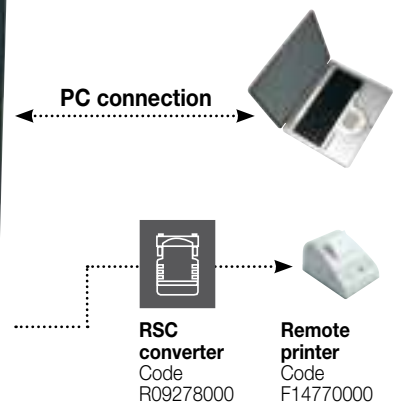 PC connection
RSC
converter
Code
R09278000
Remote
printer
Code
F14770000